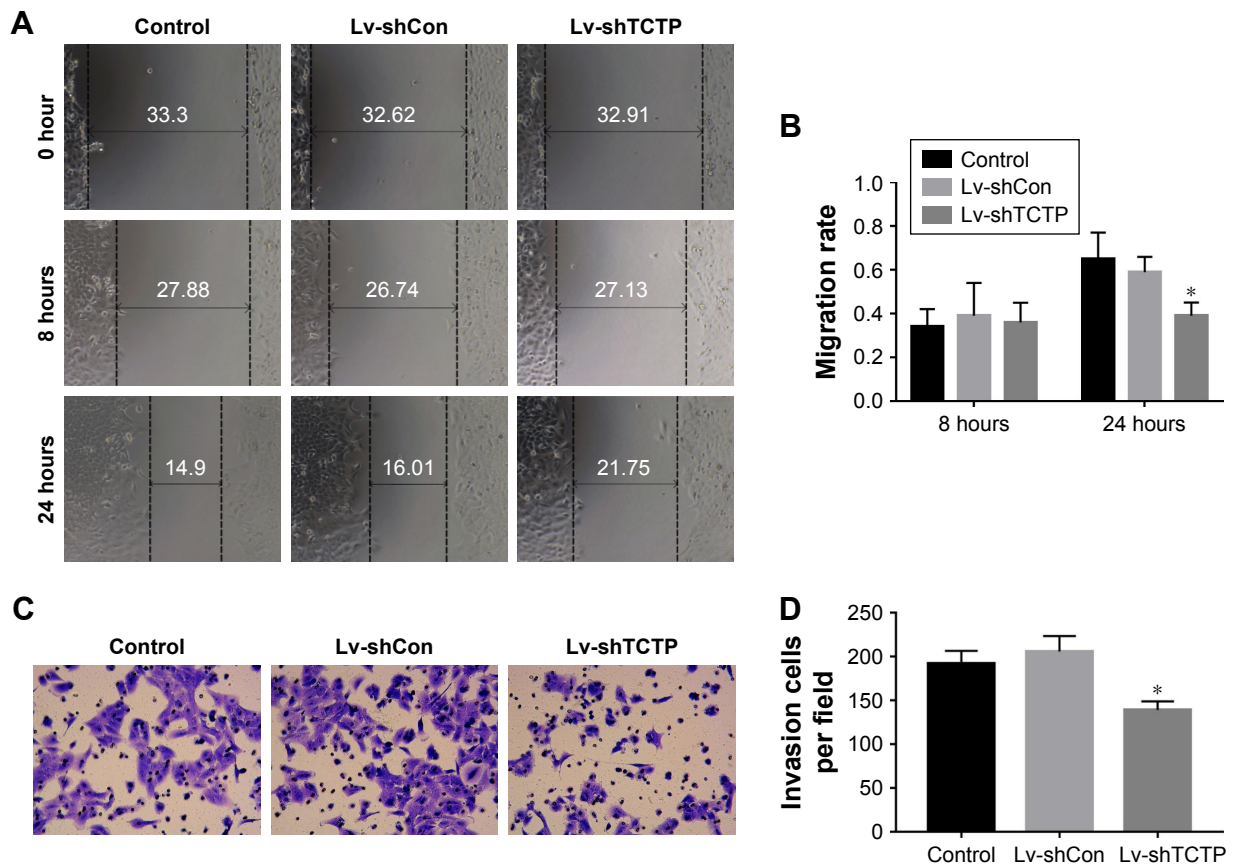 A
Control
Lv-shCon
Lv-shTCTP
0 hour
33.3
32.62
32.91
8 hours
27.88
26.74
27.13
24 hours
14.9
16.01
21.75
B
Control
Lv-shCon
Lv-shTCTP
Migration rate
1.0
0.8
0.6
0.4
0.2
0.0
*
8 hours
24 hours
C
Control
Lv-shCon
Lv-shTCTP
D
Invasion cells
per field
250
200
150
100
50
0
*
Control
Lv-shCon
Lv-shTCTP